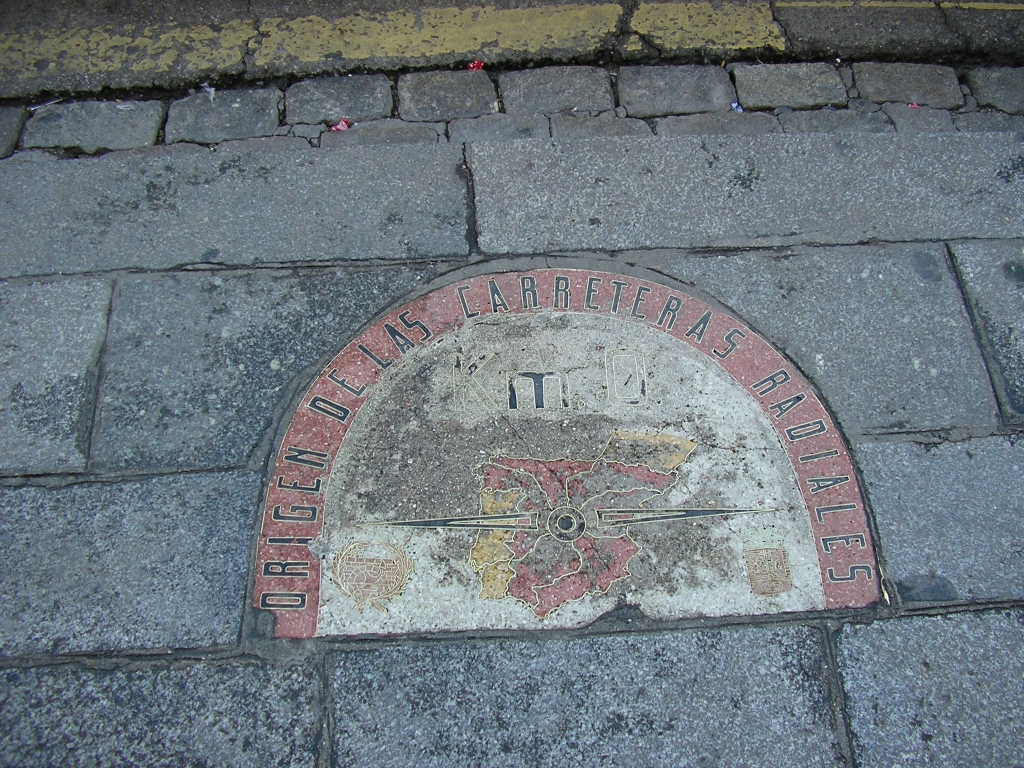 ORIGEN DE LAS CARRETERAS RADIALES
Km. 0.